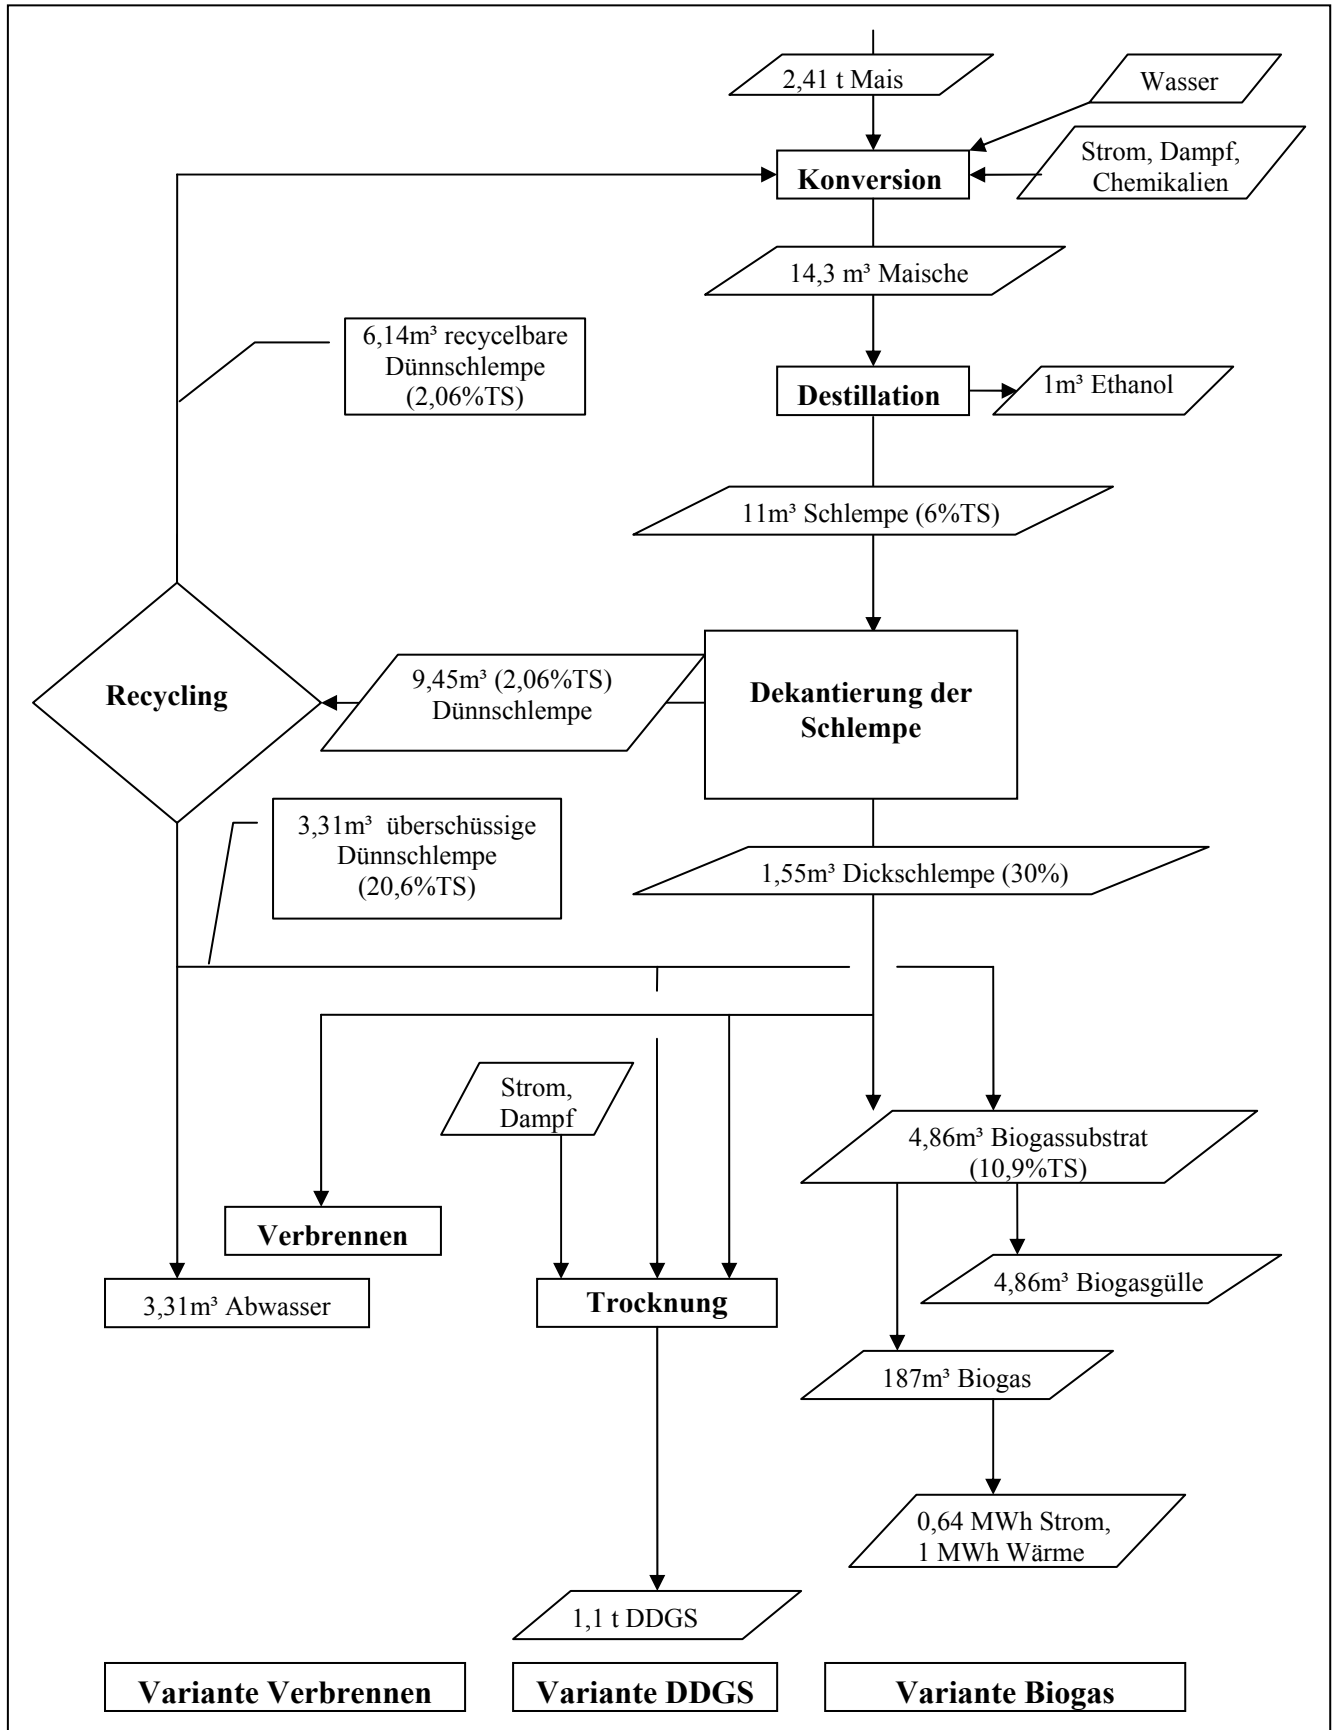 2,41 t Mais
Wasser
Strom, Dampf,
Chemikalien
Konversion
14,3 m³ Maische
6,14m³ recycelbare
Dünnschlempe
(2,06%TS)
Destillation
1m³ Ethanol
11m³ Schlempe (6%TS)
Recycling
9,45m³ (2,06%TS)
Dünnschlempe
Dekantierung der
Schlempe
3,31m³ überschüssige
Dünnschlempe
(20,6%TS)
1,55m³ Dickschlempe (30%)
Strom,
Dampf
4,86m³ Biogassubstrat
(10,9%TS)
Verbrennen
4,86m³ Biogasgülle
3,31m³ Abwasser
Trocknung
187m³ Biogas
0,64 MWh Strom,
1 MWh Wärme
1,1 t DDGS
Variante Verbrennen
Variante DDGS
Variante Biogas